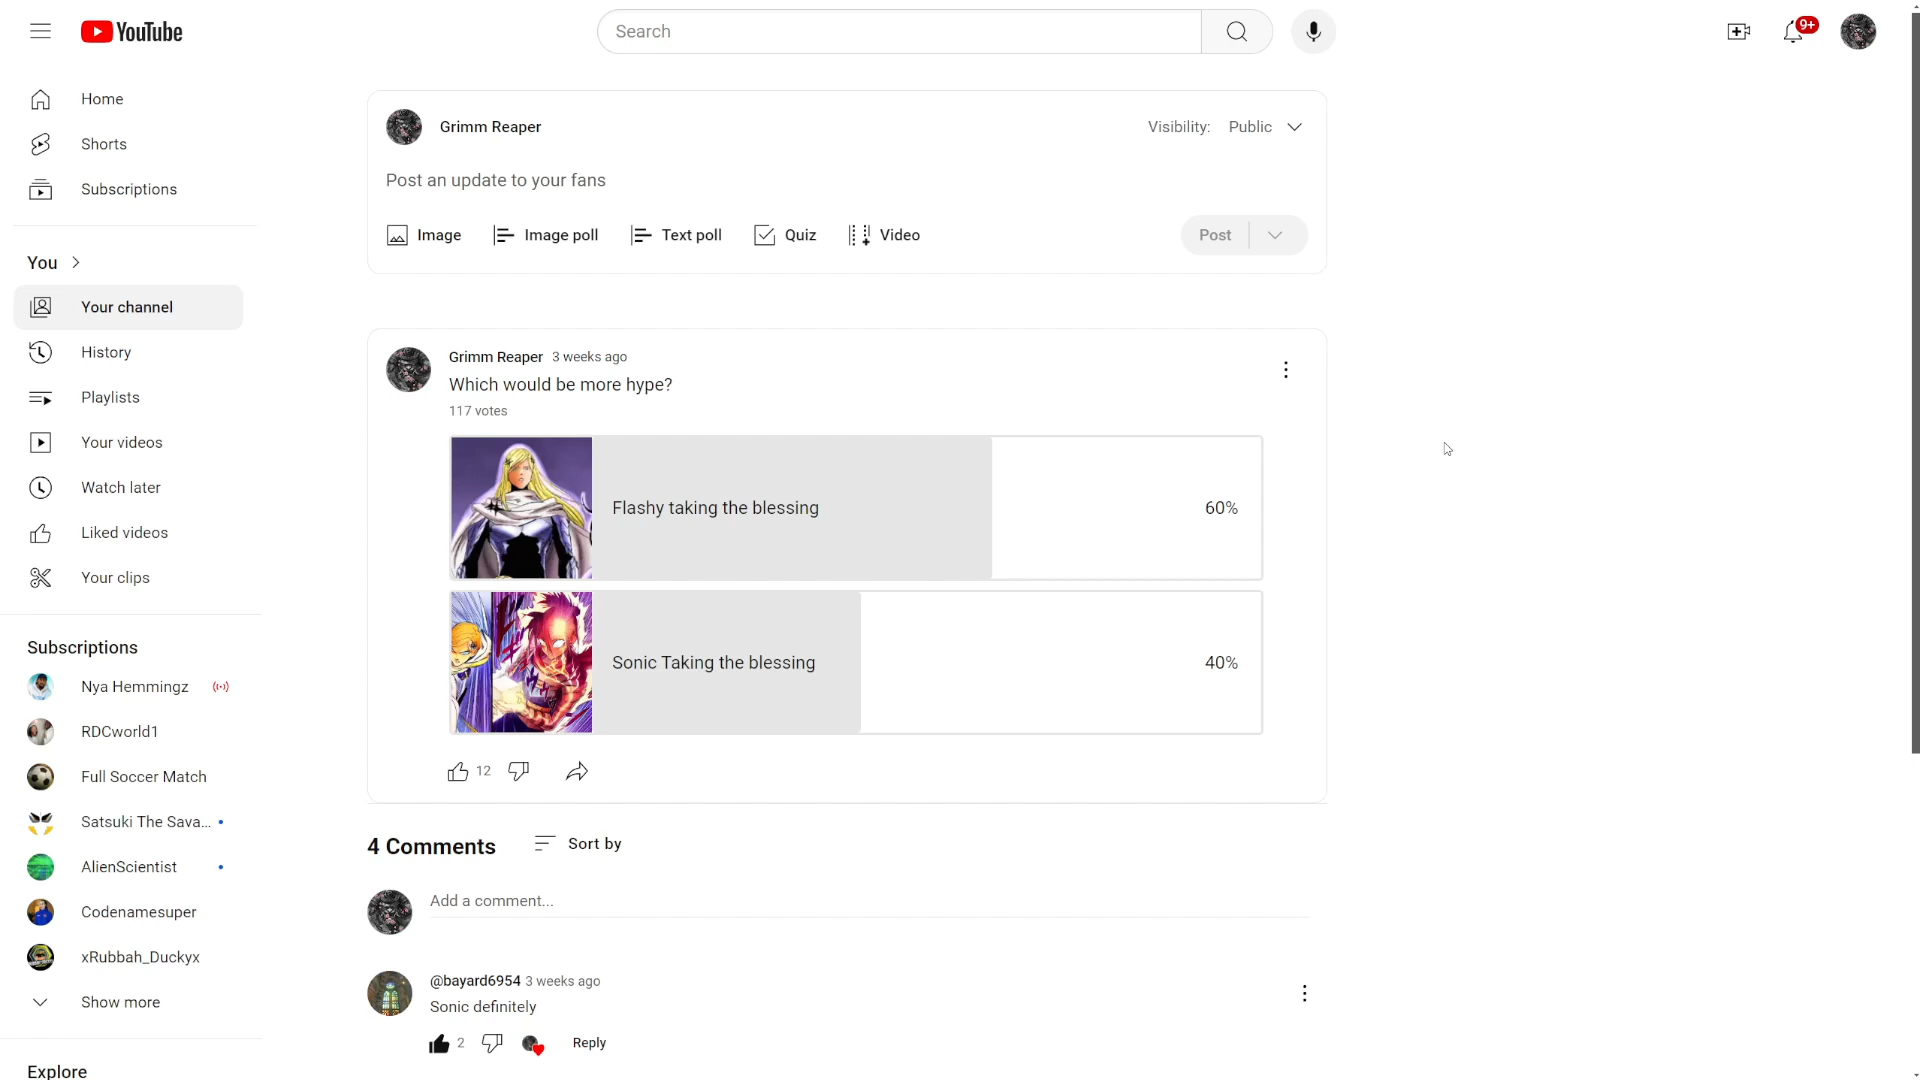 YouTube
Search
9+
Home
Shorts
Subscriptions
You
Your channel
History
Playlists
Your videos
Watch later
Liked videos
Your clips
Subscriptions
Nya Hemmingz
RDCworld1
Full Soccer Match
Satsuki The Sava...
AlienScientist
Codenamesuper
xRubbah_Duckyx
Show more
Explore
Grimm Reaper
Visibility: Public
Post an update to your fans
Image Image poll Text poll Quiz Video Post
Grimm Reaper 3 weeks ago
Which would be more hype?
117 votes
Flashy taking the blessing 60%
Sonic Taking the blessing 40%
12
4 Comments Sort by
Add a comment...
@bayard6954 3 weeks ago
Sonic definitely
2 Reply